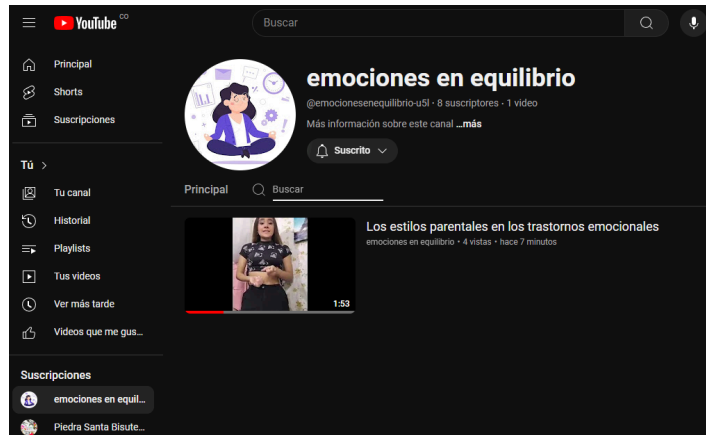 YouTube CO
Buscar
Principal
Shorts
Suscripciones
Tú >
Tu canal
Historial
Playlists
Tus videos
Ver más tarde
Videos que me gus...
Suscripciones
emociones en equil...
Piedra Santa Bisute...
emociones en equilibrio
@emocionesenequilibrio-u5l · 8 suscriptores · 1 video
Más información sobre este canal ...más
Suscrito
Principal
Buscar
1:53
Los estilos parentales en los trastornos emocionales
emociones en equilibrio • 4 vistas • hace 7 minutos